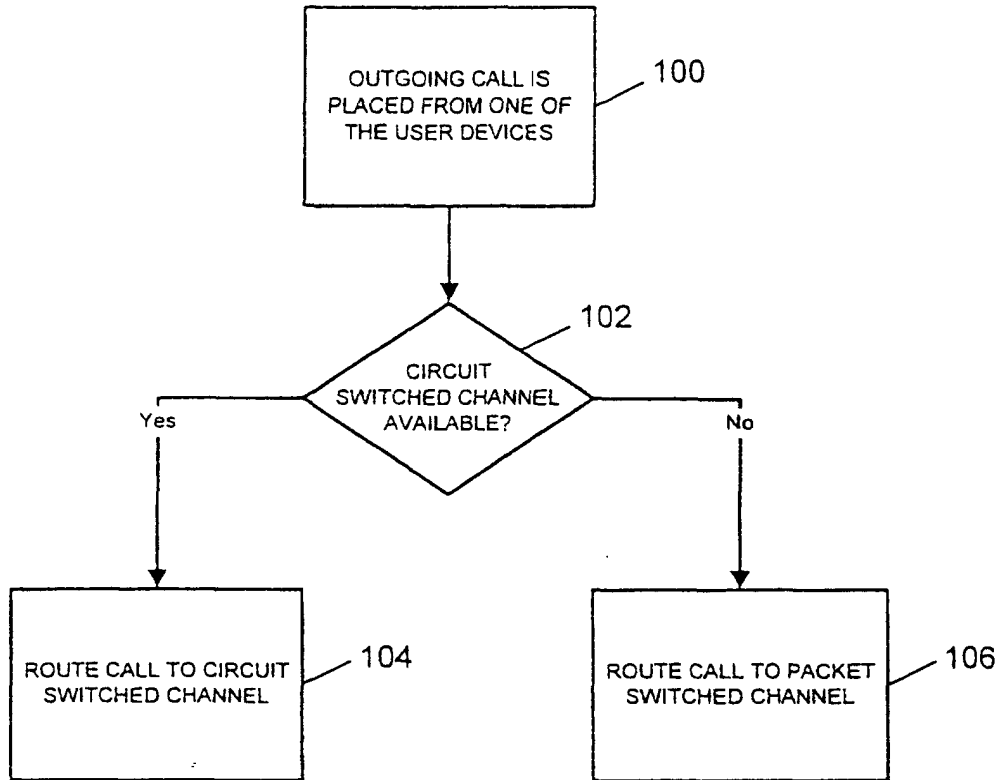 OUTGOING CALL IS
PLACED FROM ONE OF
THE USER DEVICES
100
102
CIRCUIT
SWITCHED CHANNEL
AVAILABLE?
Yes
No
ROUTE CALL TO CIRCUIT
SWITCHED CHANNEL
104
ROUTE CALL TO PACKET
SWITCHED CHANNEL
106